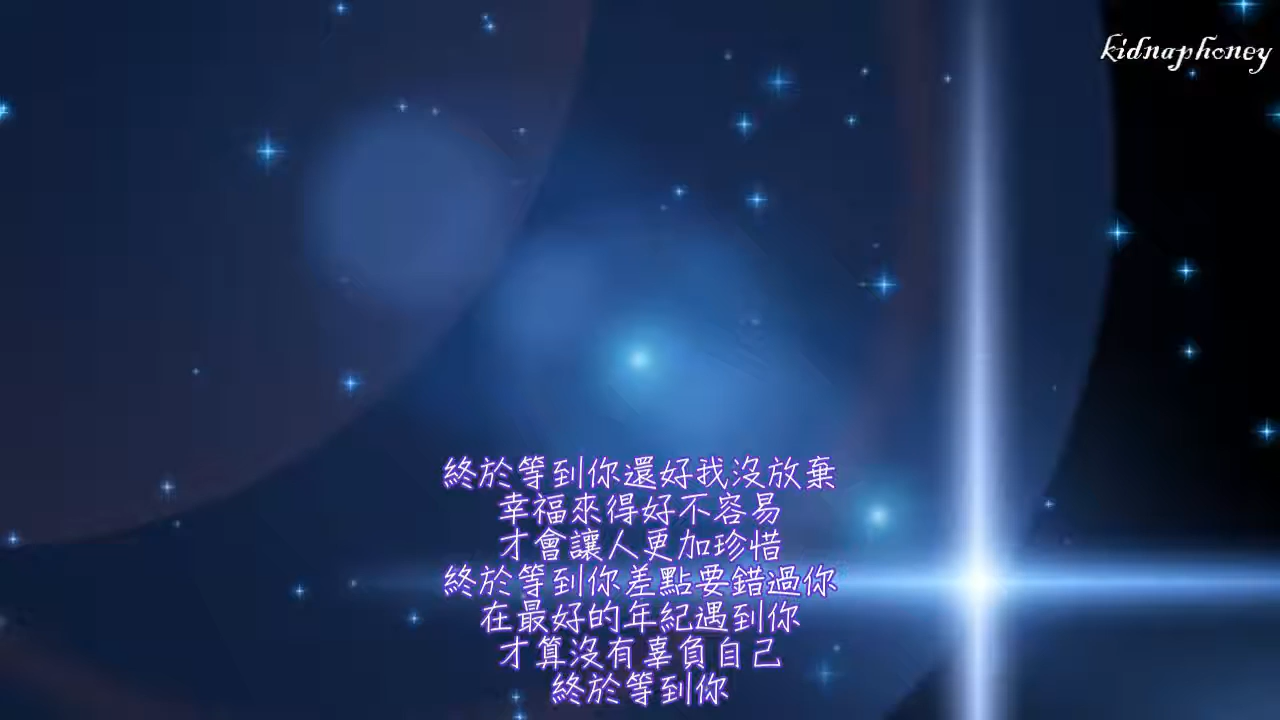 kidnaphoney
終於等到你還好我沒放棄
幸福來得好不容易
才會讓人更加珍惜
終於等到你差點要錯過你
在最好的年紀遇到你
才算沒有辜負自己
終於等到你